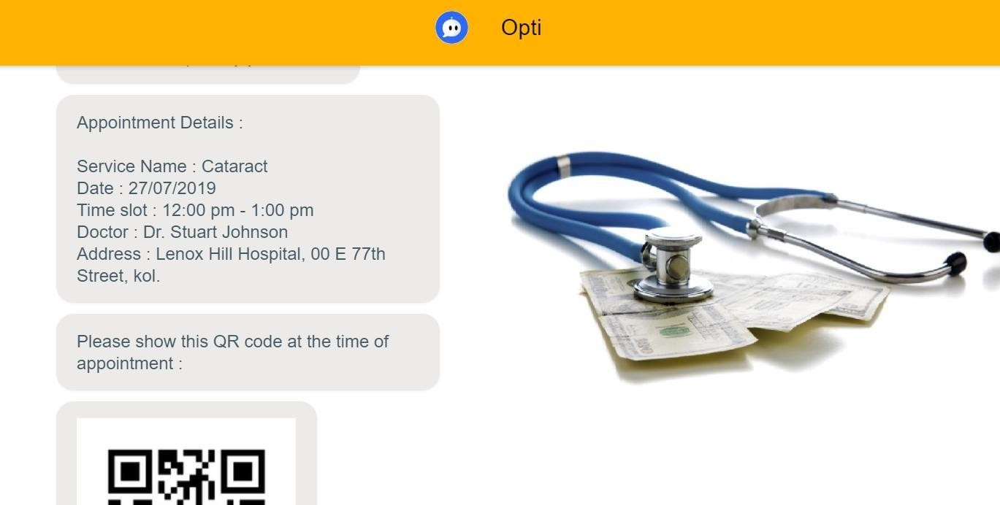 Opti
Appointment Details :
Service Name : Cataract
Date : 27/07/2019
Time slot : 12:00 pm - 1:00 pm
Doctor : Dr. Stuart Johnson
Address : Lenox Hill Hospital, 00 E 77th
Street, kol.
Please show this QR code at the time of
appointment :